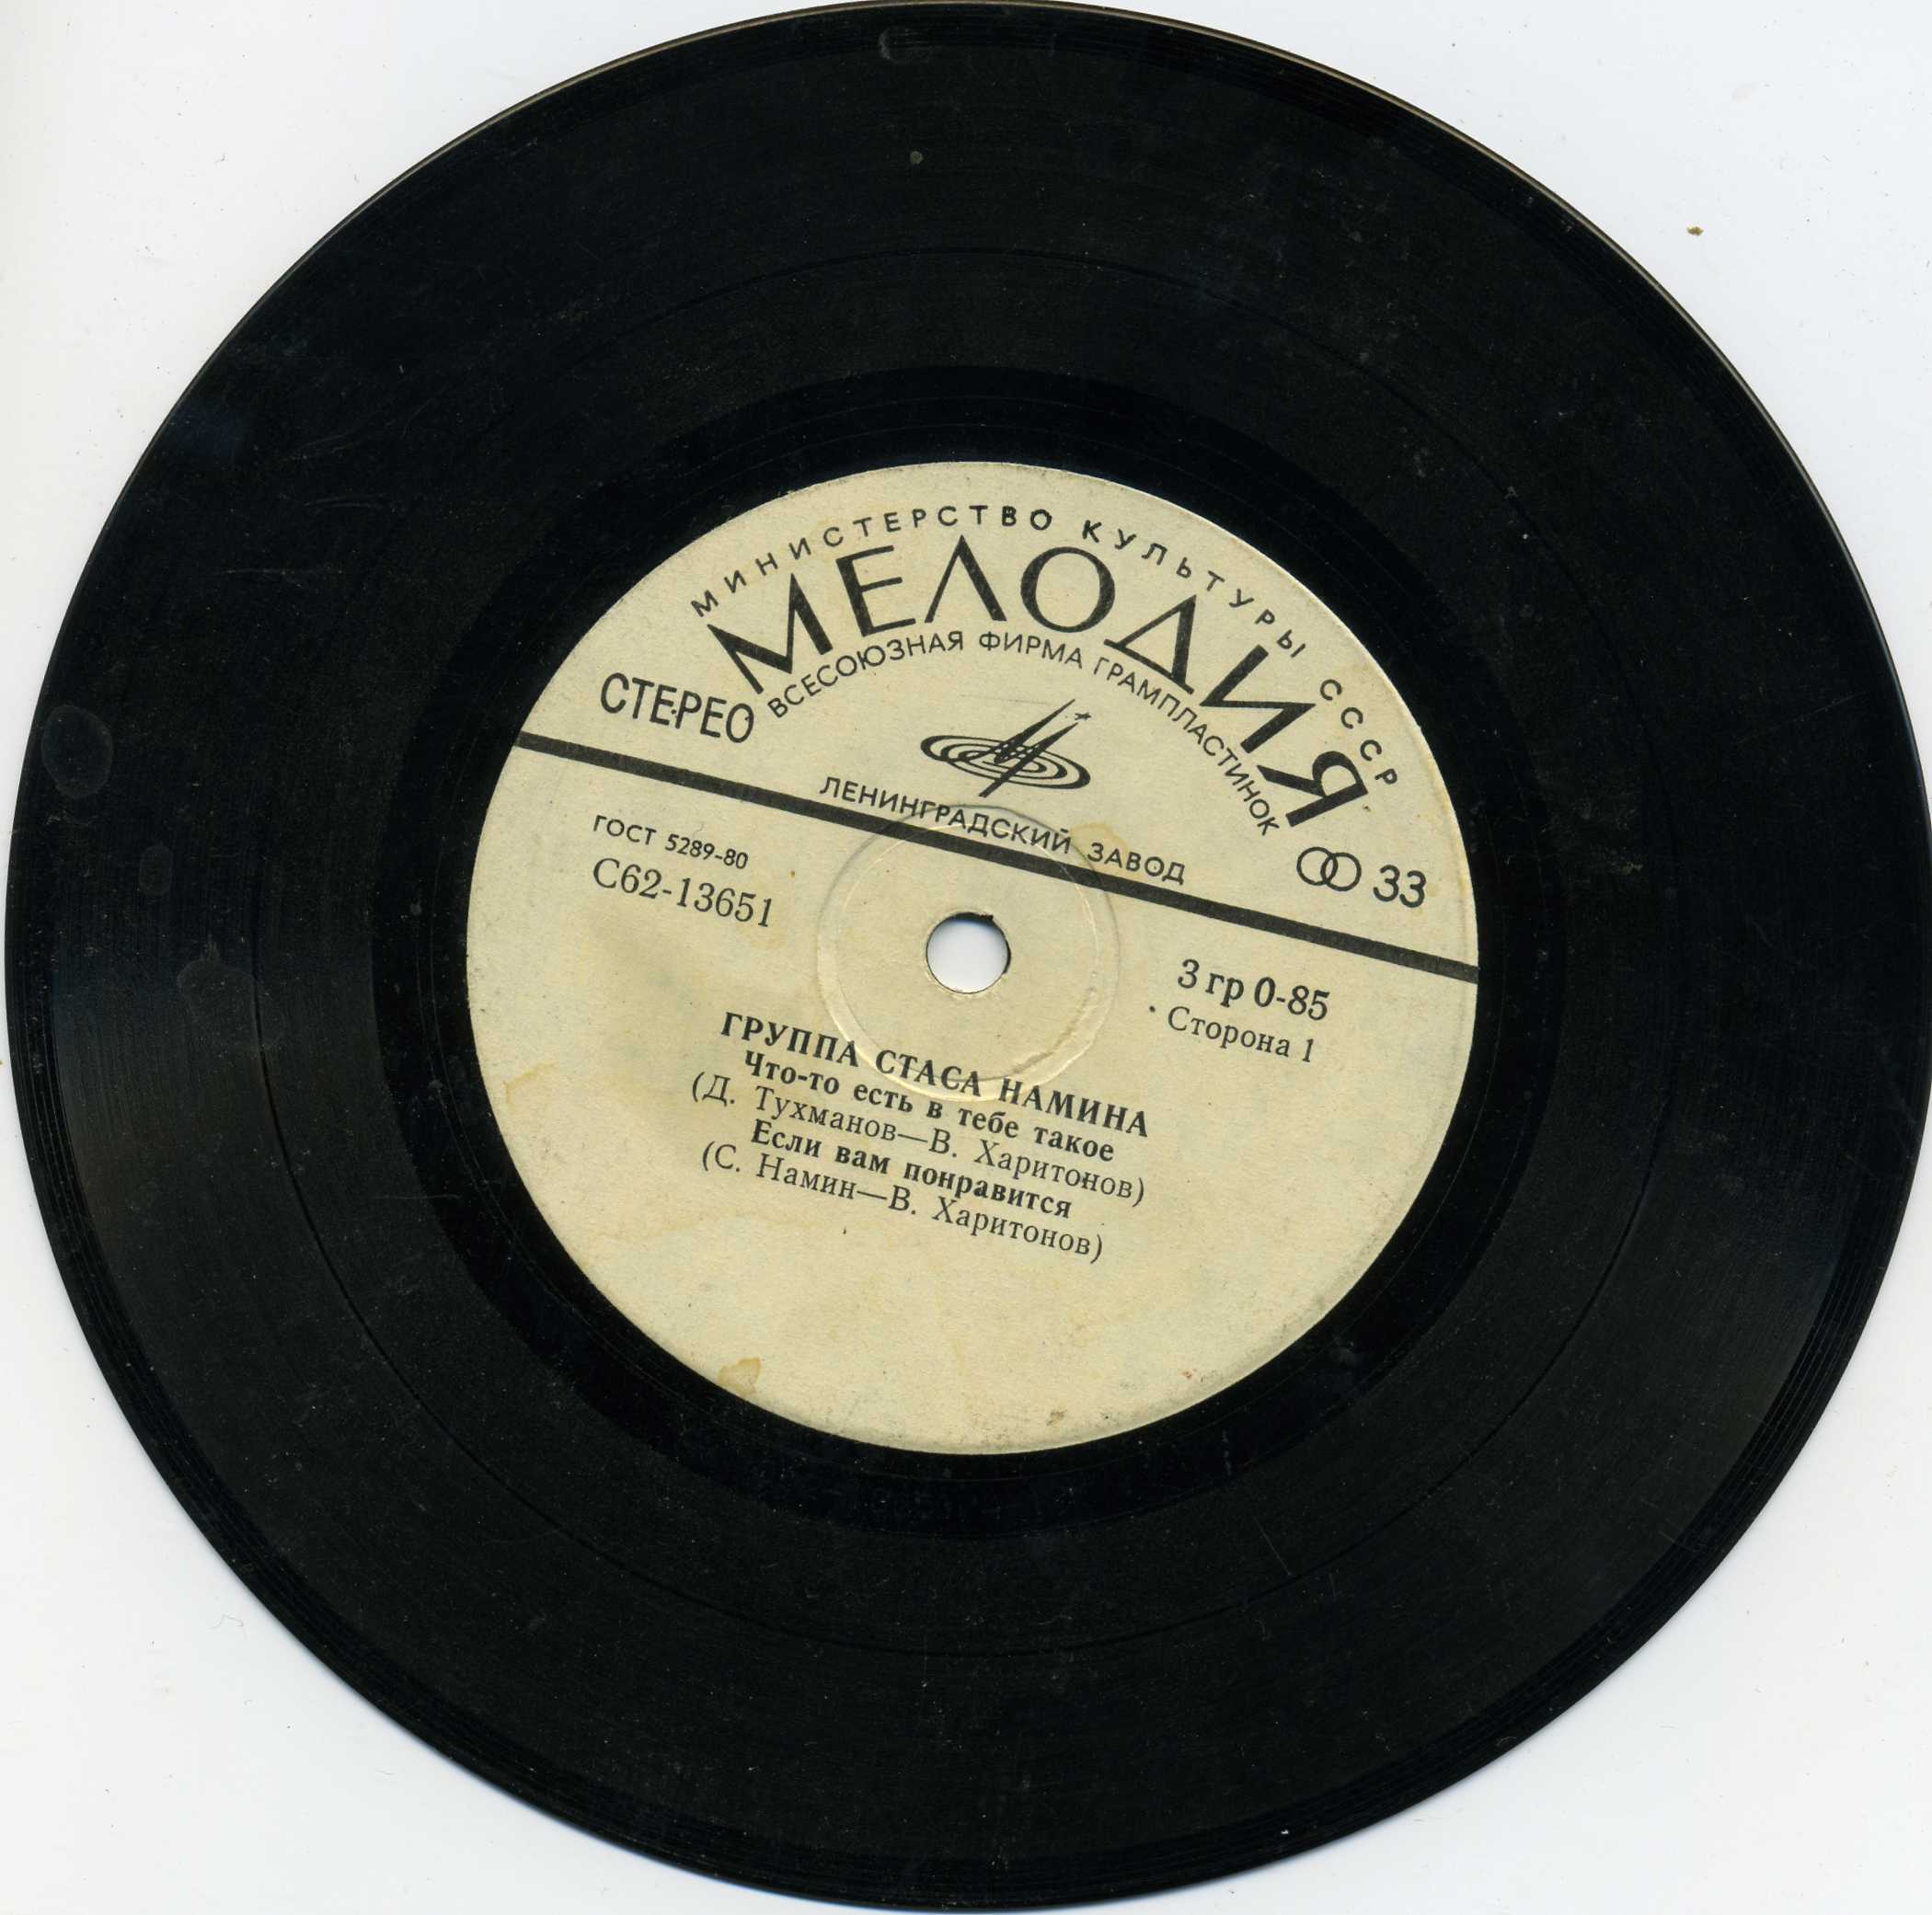 МИНИСТЕРСТВО КУЛЬТУРЫ СССР
МЕЛОДИЯ
ВСЕСОЮЗНАЯ ФИРМА ГРАМПЛАСТИНОК
СТЕРЕО
ЛЕНИНГРАДСКИЙ ЗАВОД
33
ГОСТ 5289-80
С62-13651
3 гр 0-85
Сторона 1
ГРУППА СТАСА НАМИНА
Что-то есть в тебе такое
(Д. Тухманов—В. Харитонов)
Если вам понравится
(С. Намин—В. Харитонов)